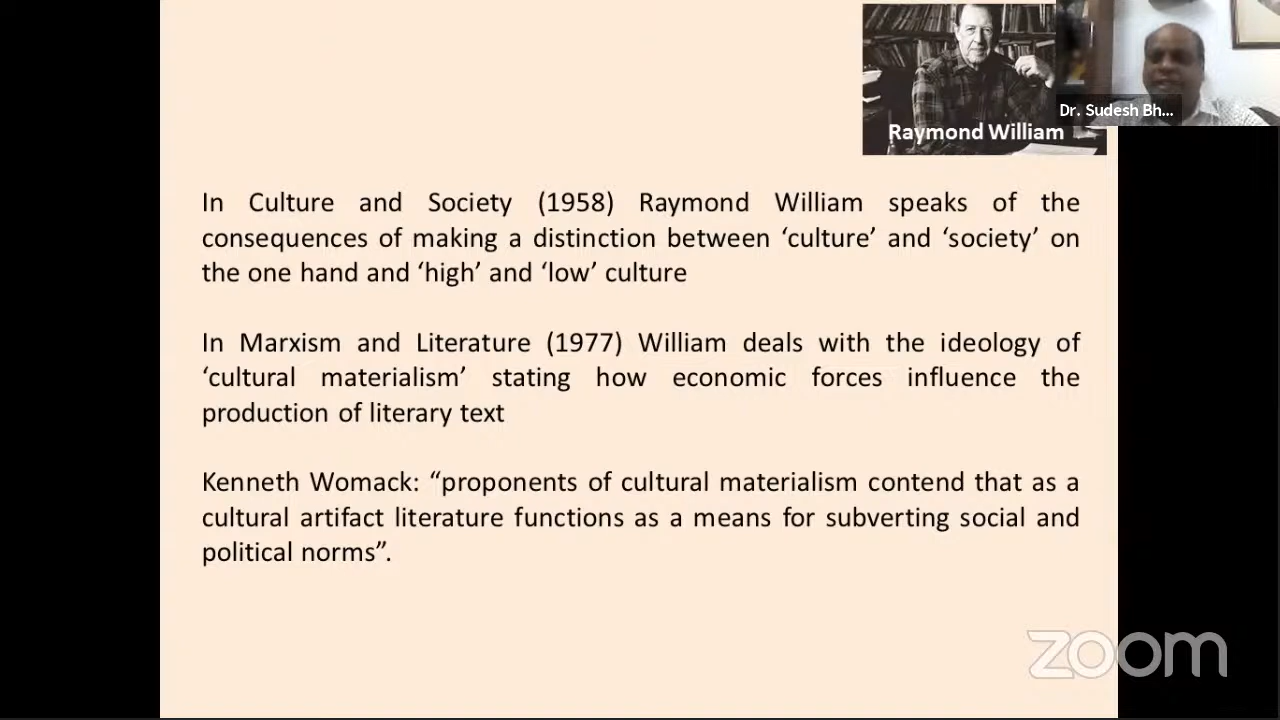 Dr. Sudesh Bh...
Raymond William
In Culture and Society (1958) Raymond William speaks of the
consequences of making a distinction between ‘culture’ and ‘society’ on
the one hand and ‘high’ and ‘low’ culture
In Marxism and Literature (1977) William deals with the ideology of
‘cultural materialism’ stating how economic forces influence the
production of literary text
Kenneth Womack: “proponents of cultural materialism contend that as a
cultural artifact literature functions as a means for subverting social and
political norms”.
zoom